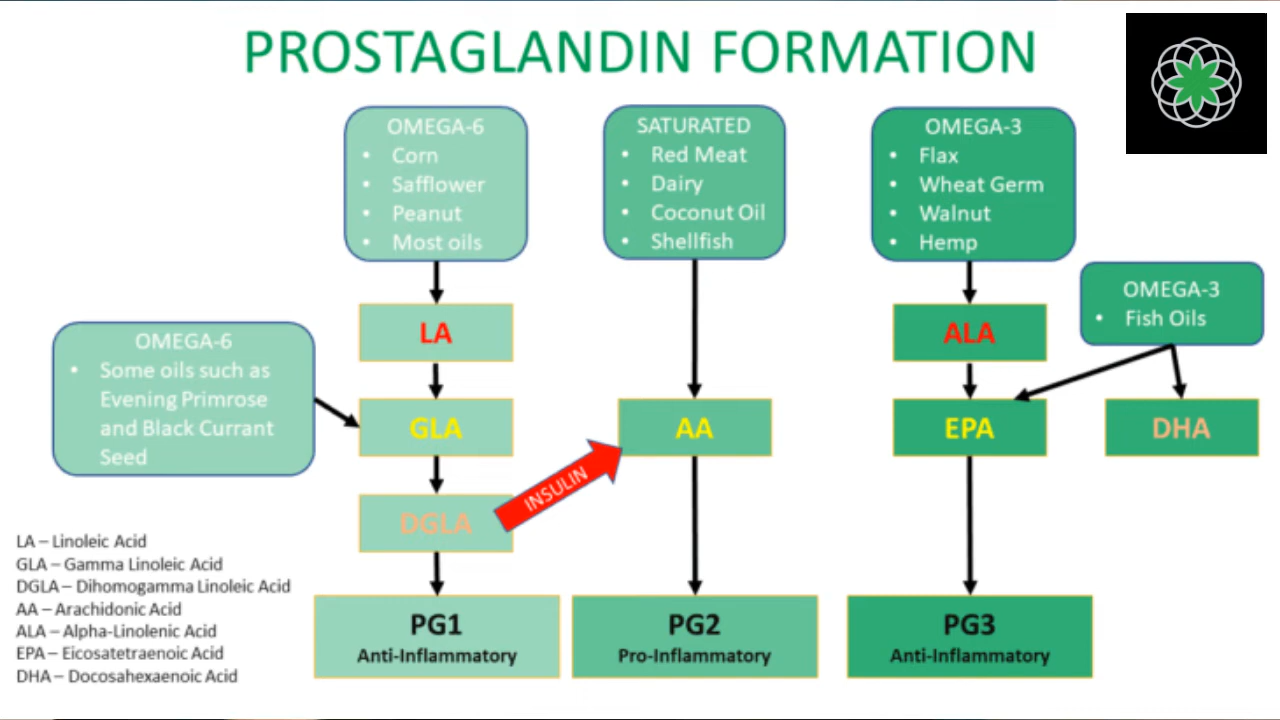 PROSTAGLANDIN FORMATION
OMEGA-6
• Corn
• Safflower
• Peanut
• Most oils
SATURATED
• Red Meat
• Dairy
• Coconut Oil
• Shellfish
OMEGA-3
• Flax
• Wheat Germ
• Walnut
• Hemp
OMEGA-3
• Fish Oils
OMEGA-6
• Some oils such as
Evening Primrose
and Black Currant
Seed
LA
ALA
GLA
AA
EPA
DHA
INSULIN
DGLA
LA – Linoleic Acid
GLA – Gamma Linoleic Acid
DGLA – Dihomogamma Linoleic Acid
AA – Arachidonic Acid
ALA – Alpha-Linolenic Acid
EPA – Eicosatetraenoic Acid
DHA – Docosahexaenoic Acid
PG1
Anti-Inflammatory
PG2
Pro-Inflammatory
PG3
Anti-Inflammatory